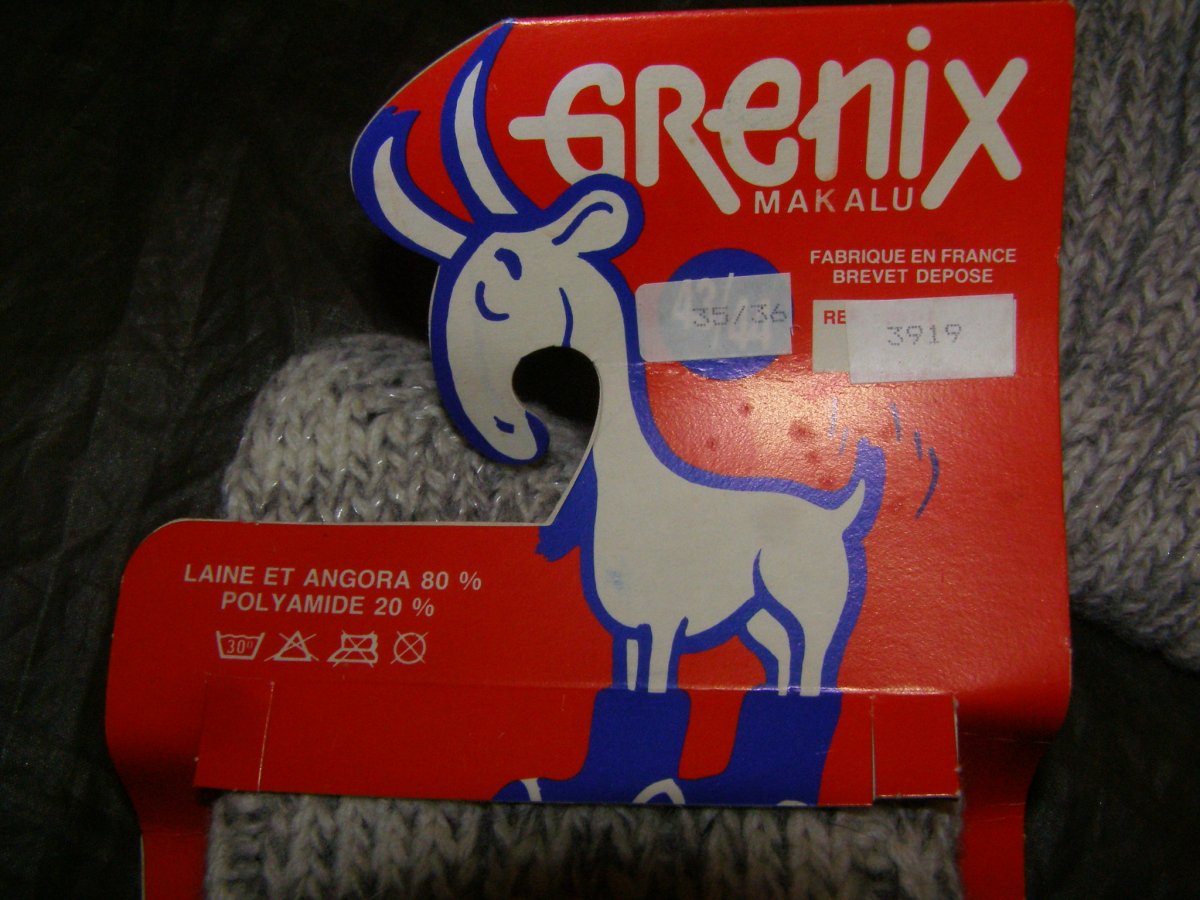 GRENIX
MAKALU
FABRIQUE EN FRANCE
BREVET DEPOSE
35/36
RE
3919
LAINE ET ANGORA 80 %
POLYAMIDE 20 %
30°